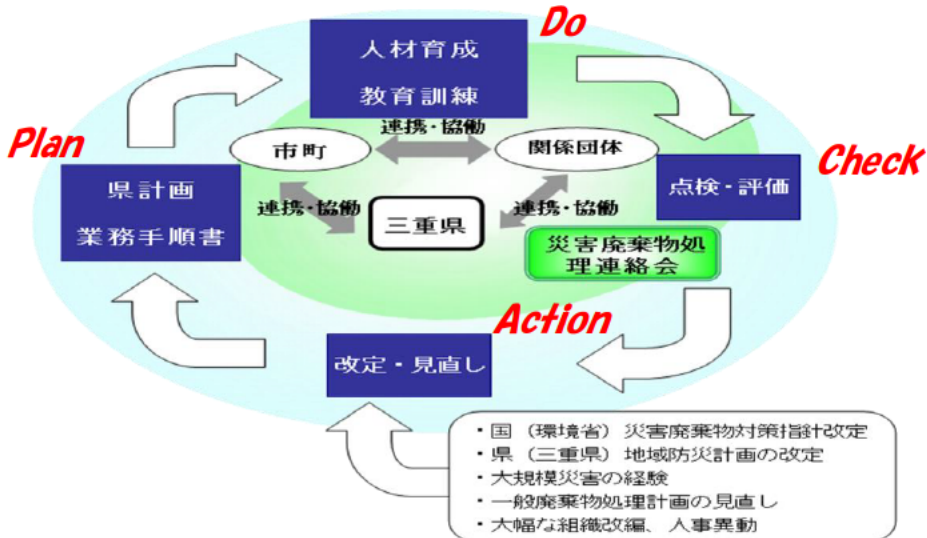 Do
人材育成
教育訓練
Plan
連携・協働
市町
関係団体
Check
県計画
業務手順書
点検・評価
連携・協働
三重県
連携・協働
災害廃棄物処
理連絡会
Action
改定・見直し
・国（環境省）災害廃棄物対策指針改定
・県（三重県）地域防災計画の改定
・大規模災害の経験
・一般廃棄物処理計画の見直し
・大幅な組織改編、人事異動